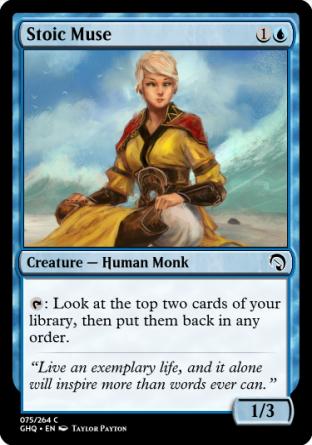 Stoic Muse 1
Creature — Human Monk
: Look at the top two cards of your
library, then put them back in any
order.
“Live an exemplary life, and it alone
will inspire more than words ever can.”
075/264 C
GHQ • EN Taylor Payton
1/3